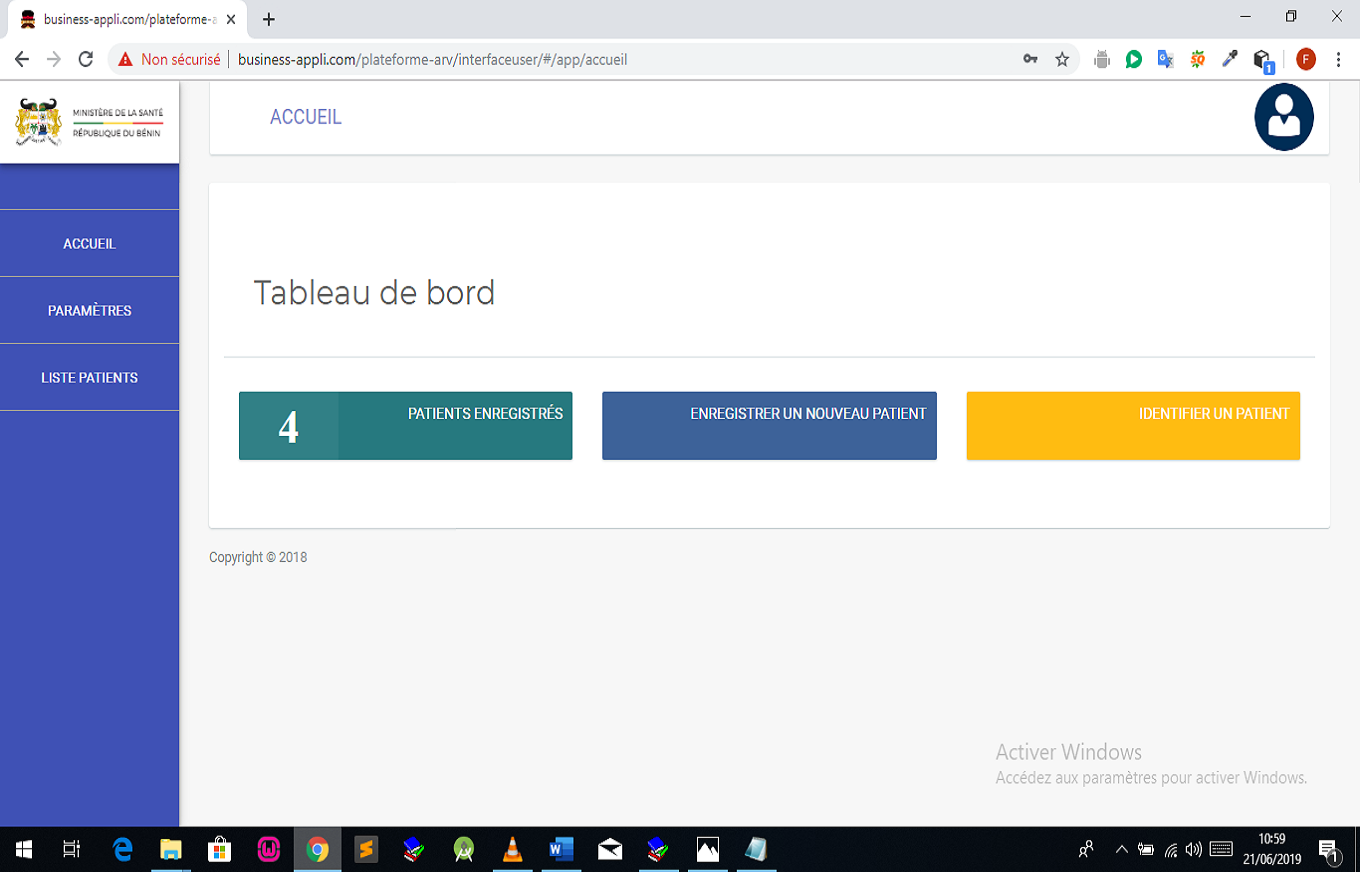 business-appli.com/plateforme-a
Non sécurisé
business-appli.com/plateforme-arv/interfaceuser/#/app/accueil
F
1
MINISTÈRE DE LA SANTÉ
RÉPUBLIQUE DU BÉNIN
ACCUEIL
ACCUEIL
PARAMÈTRES
LISTE PATIENTS
Tableau de bord
4
PATIENTS ENREGISTRÉS
ENREGISTRER UN NOUVEAU PATIENT
IDENTIFIER UN PATIENT
Copyright © 2018
Activer Windows
Accédez aux paramètres pour activer Windows.
10:59
21/06/2019
1